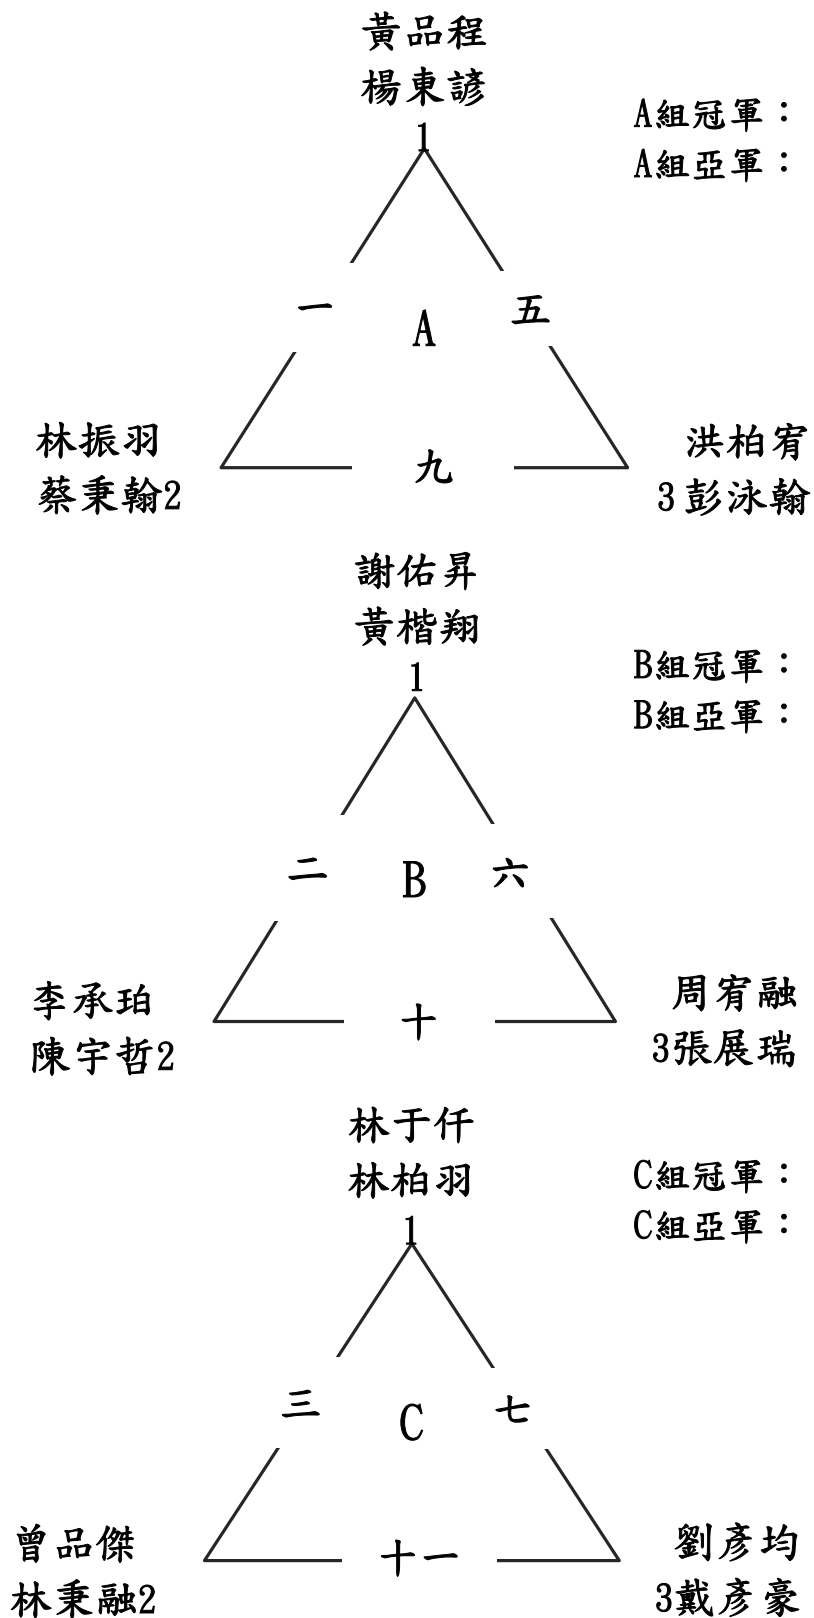 黃品程
楊東諺
1
A組冠軍：
A組亞軍：
一
A
五
林振羽
蔡秉翰2
九
洪柏宥
3彭泳翰
謝佑昇
黃楷翔
1
B組冠軍：
B組亞軍：
二
B
六
李承珀
陳宇哲2
十
周宥融
3張展瑞
林于仟
林柏羽
1
C組冠軍：
C組亞軍：
三
C
七
曾品傑
林秉融2
十一
劉彥均
3戴彥豪